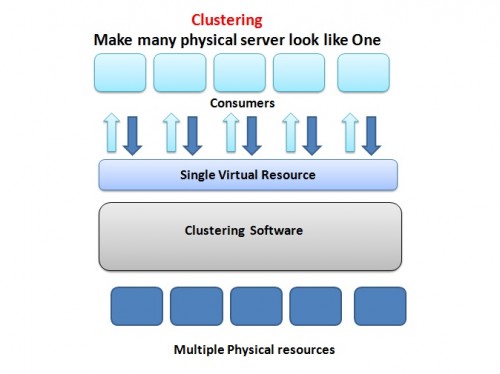 Clustering
Make many physical server look like One
Consumers
Single Virtual Resource
Clustering Software
Multiple Physical resources